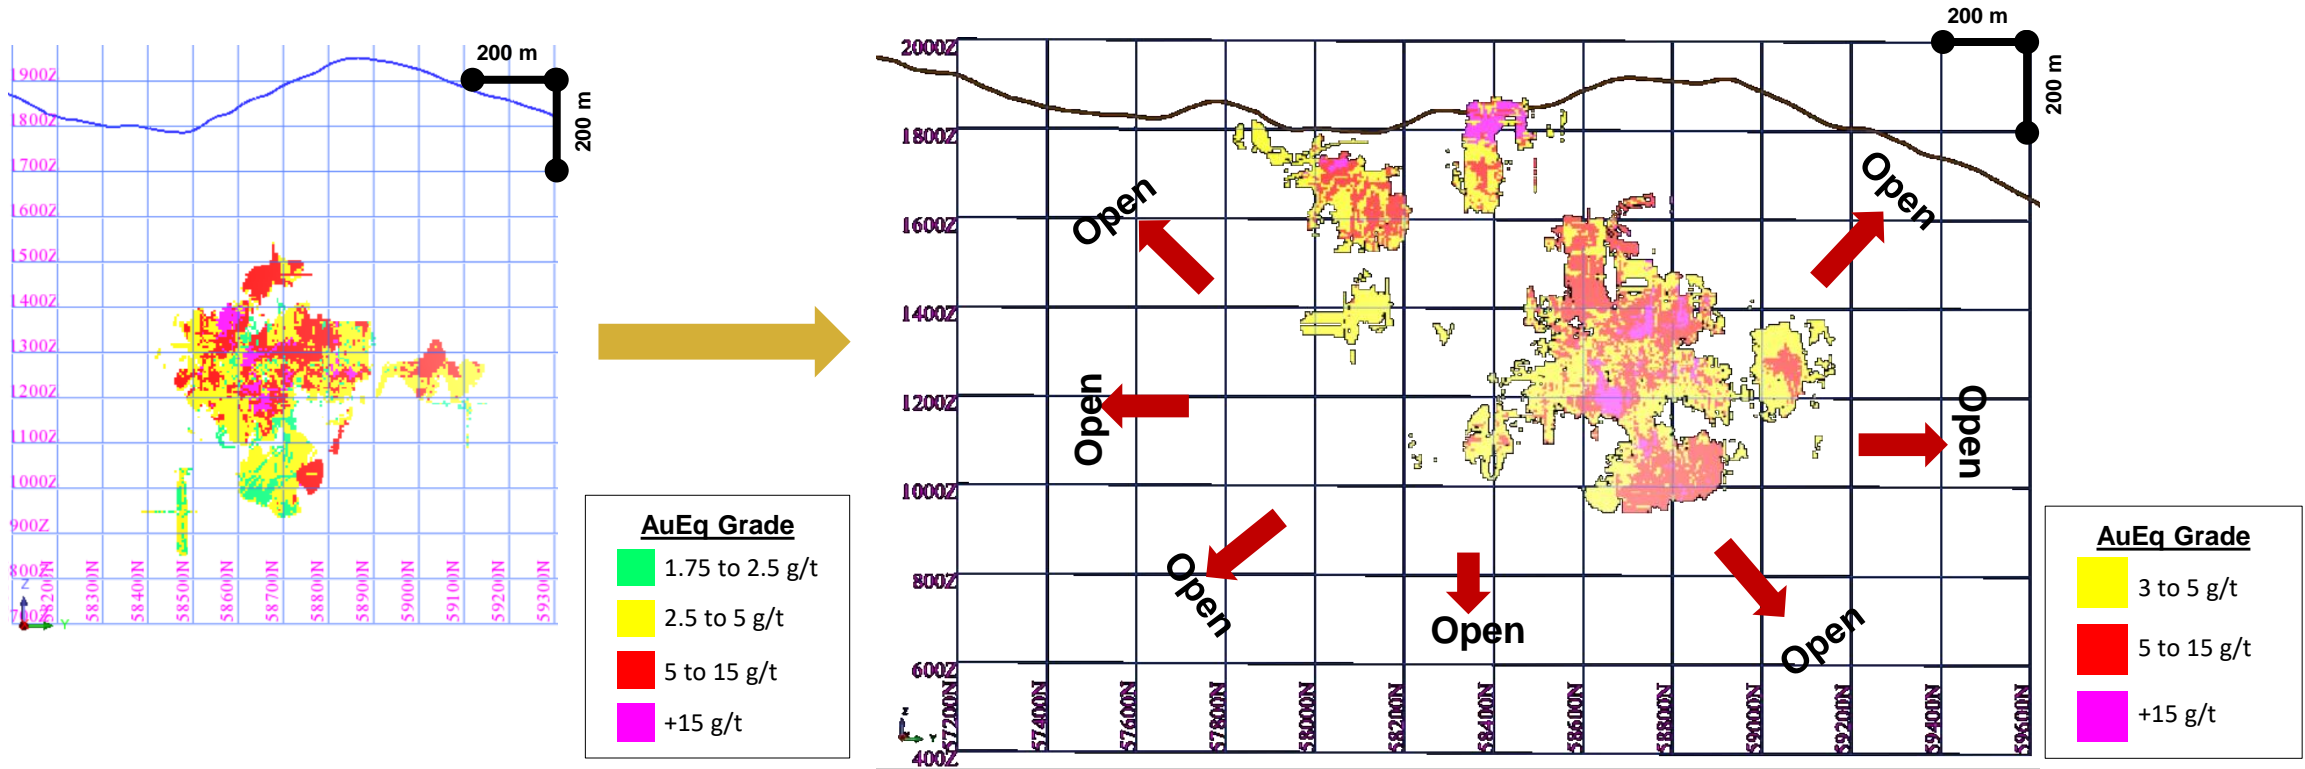 200 m
200 m
1900Z
1800Z
1700Z
1600Z
1500Z
1400Z
1300Z
1200Z
1100Z
1000Z
900Z
800Z
700Z
58200N
58300N
58400N
58500N
58600N
58700N
58800N
58900N
59000N
59100N
59200N
59300N
Z
Y
AuEq Grade
1.75 to 2.5 g/t
2.5 to 5 g/t
5 to 15 g/t
+15 g/t
200 m
200 m
2000Z
1800Z
1600Z
1400Z
1200Z
1000Z
800Z
600Z
400Z
57200N
57400N
57600N
57800N
58000N
58200N
58400N
58600N
58800N
59000N
59200N
59400N
59600N
Z
Y
Open
Open
Open
Open
Open
Open
Open
AuEq Grade
3 to 5 g/t
5 to 15 g/t
+15 g/t